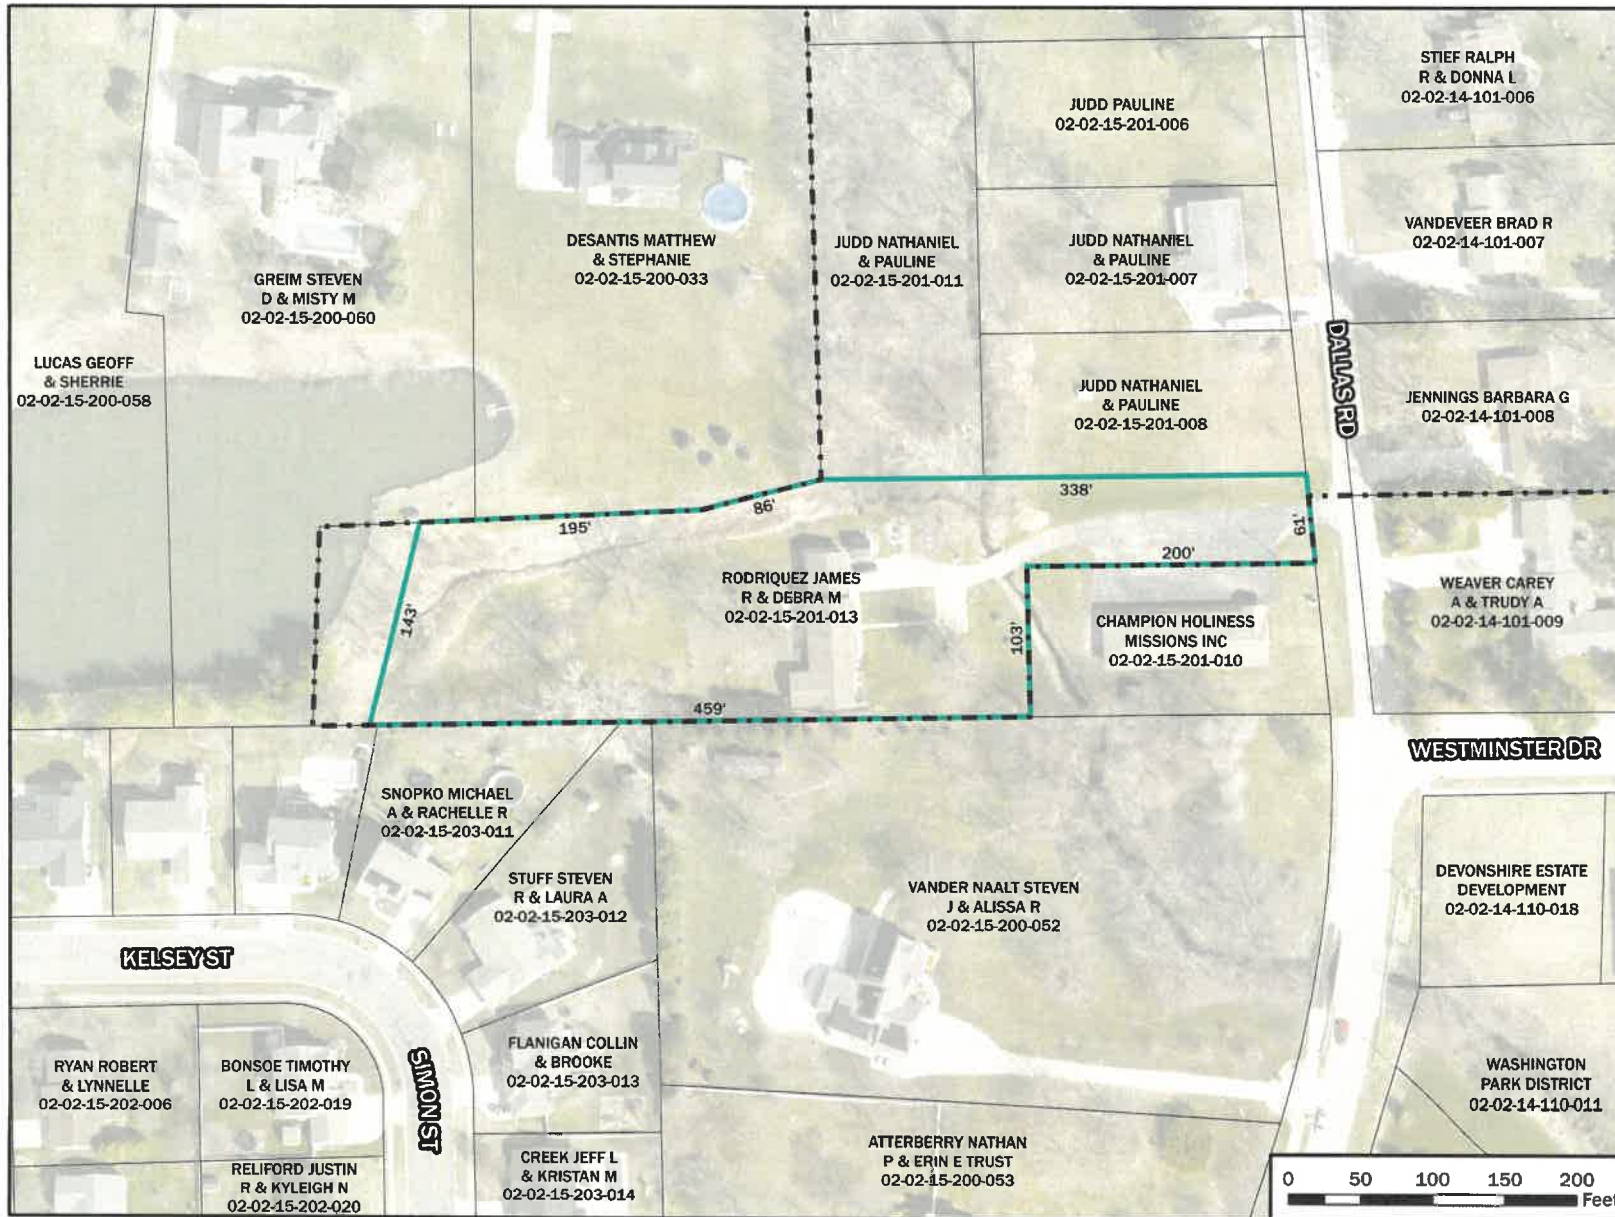 STIEF RALPH
R & DONNA L
02-02-14-101-006
JUDD PAULINE
02-02-15-201-006
VANDEVEER BRAD R
02-02-14-101-007
DESANTIS MATTHEW
& STEPHANIE
02-02-15-200-033
JUDD NATHANIEL
& PAULINE
02-02-15-201-011
JUDD NATHANIEL
& PAULINE
02-02-15-201-007
GREIM STEVEN
D & MISTY M
02-02-15-200-060
LUCAS GEOFF
& SHERRIE
02-02-15-200-058
JUDD NATHANIEL
& PAULINE
02-02-15-201-008
DALLAS RD
JENNINGS BARBARA G
02-02-14-101-008
338'
86'
195'
61'
200'
143'
RODRIQUEZ JAMES
R & DEBRA M
02-02-15-201-013
103'
CHAMPION HOLINESS
MISSIONS INC
02-02-15-201-010
WEAVER CAREY
A & TRUDY A
02-02-14-101-009
459'
WESTMINSTER DR
SNOPKO MICHAEL
A & RACHELLE R
02-02-15-203-011
STUFF STEVEN
R & LAURA A
02-02-15-203-012
VANDER NAALT STEVEN
J & ALISSA R
02-02-15-200-052
DEVONSHIRE ESTATE
DEVELOPMENT
02-02-14-110-018
KELSEY ST
SIMON ST
FLANIGAN COLLIN
& BROOKE
02-02-15-203-013
RYAN ROBERT
& LYNNELLE
02-02-15-202-006
BONSOE TIMOTHY
L & LISA M
02-02-15-202-019
WASHINGTON
PARK DISTRICT
02-02-14-110-011
RELIFORD JUSTIN
R & KYLEIGH N
02-02-15-202-020
CREEK JEFF L
& KRISTAN M
02-02-15-203-014
ATTERBERRY NATHAN
P & ERIN E TRUST
02-02-15-200-053
0 50 100 150 200
Feet